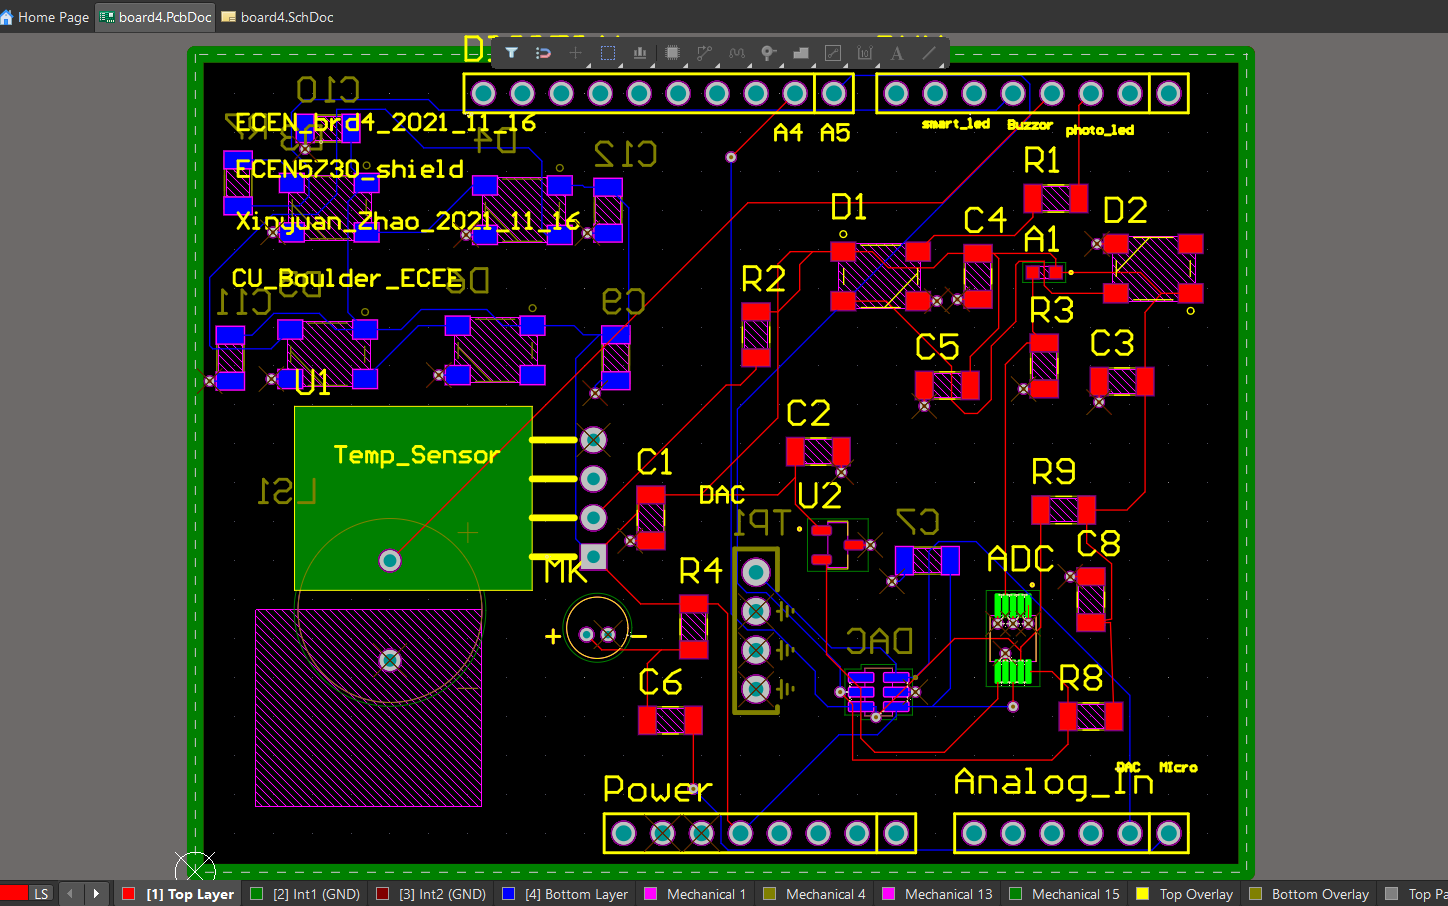 Home Page board4.PcbDoc board4.SchDoc
A4 A5
smart_led Buzzor photo_led
C10
ECEN_brd4_2021_11_16
D4 C12
ECEN5730_shield
R1
Xinyuan_Zhao_2021_11_16
D1 C4 D2
A1
CU_Boulder_ECEE
R2
C11 C9
R3
C5 C3
U1
C2
Temp_Sensor
C1
R9
LS1
DAC U2
TP1 C7
C8
ADC
MK R4
+ -
DAC
C6 R8
DAC MIcro
Power Analog_In
LS [1] Top Layer [2] Int1 (GND) [3] Int2 (GND) [4] Bottom Layer Mechanical 1 Mechanical 4 Mechanical 13 Mechanical 15 Top Overlay Bottom Overlay Top Pa